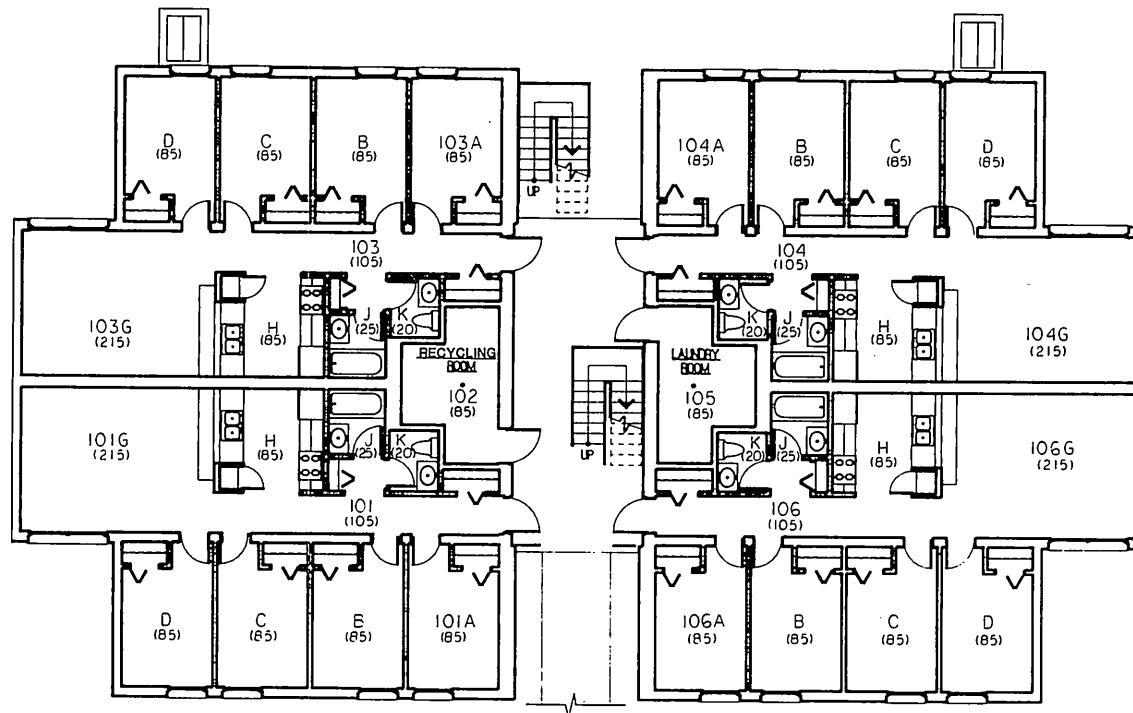 D
(85)
C
(85)
B
(85)
103A
(85)
104A
(85)
B
(85)
C
(85)
D
(85)
UP
103
(105)
104
(105)
103G
(215)
H
(85)
J
(25)
K
(20)
RECYCLING
ROOM
102
(85)
LAUNDRY
ROOM
105
(85)
K
(20)
J
(25)
H
(85)
104G
(215)
101G
(215)
H
(85)
J
(25)
K
(20)
UP
K
(20)
J
(25)
H
(85)
106G
(215)
101
(105)
106
(105)
D
(85)
C
(85)
B
(85)
101A
(85)
106A
(85)
B
(85)
C
(85)
D
(85)